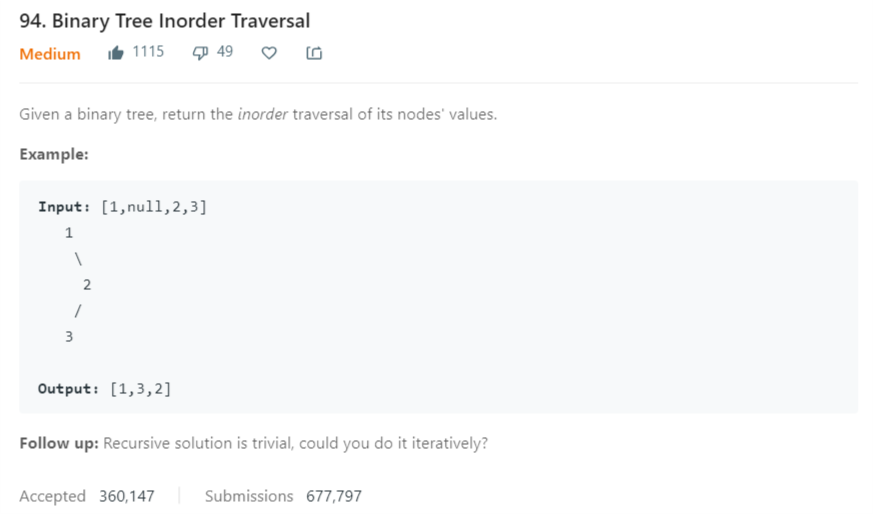 94. Binary Tree Inorder Traversal
Medium 1115 49
Given a binary tree, return the inorder traversal of its nodes' values.
Example:
Input: [1,null,2,3]
1
\
2
/
3
Output: [1,3,2]
Follow up: Recursive solution is trivial, could you do it iteratively?
Accepted 360,147 Submissions 677,797